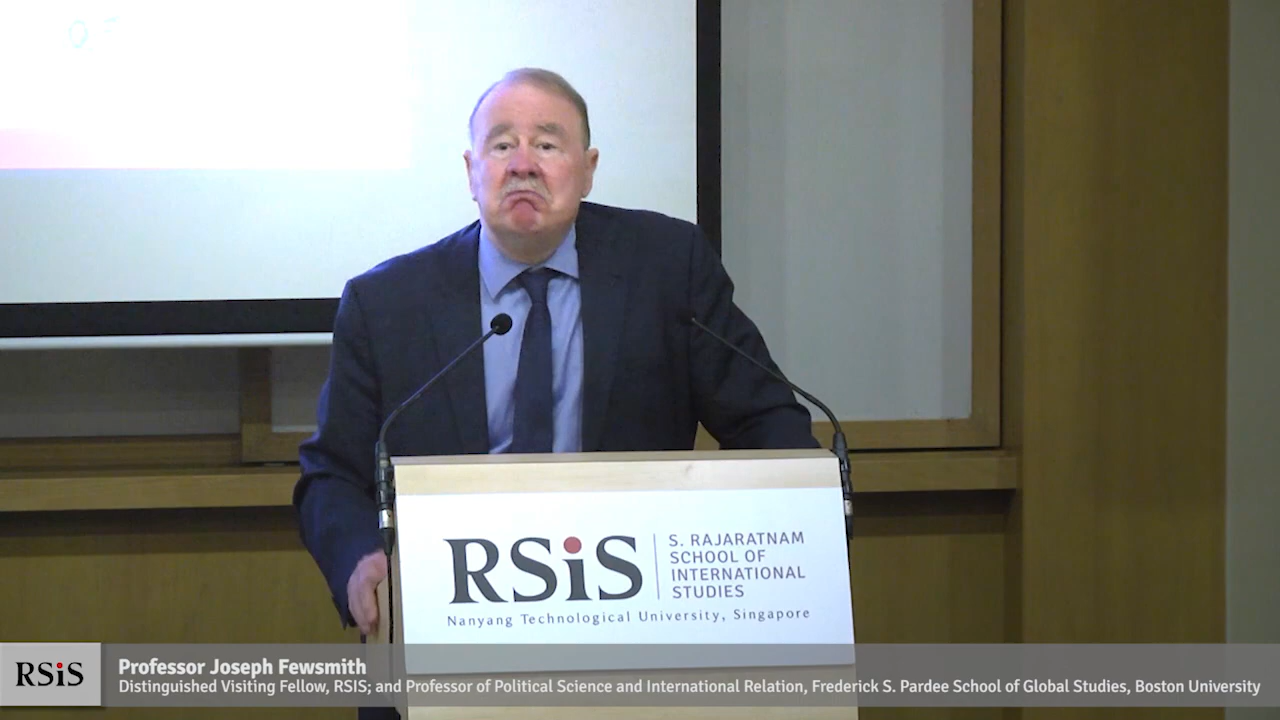 RSiS
S. RAJARATNAM
SCHOOL OF
INTERNATIONAL
STUDIES
Nanyang Technological University, Singapore
RSiS
Professor Joseph Fewsmith
Distinguished Visiting Fellow, RSIS; and Professor of Political Science and International Relation, Frederick S. Pardee School of Global Studies, Boston University